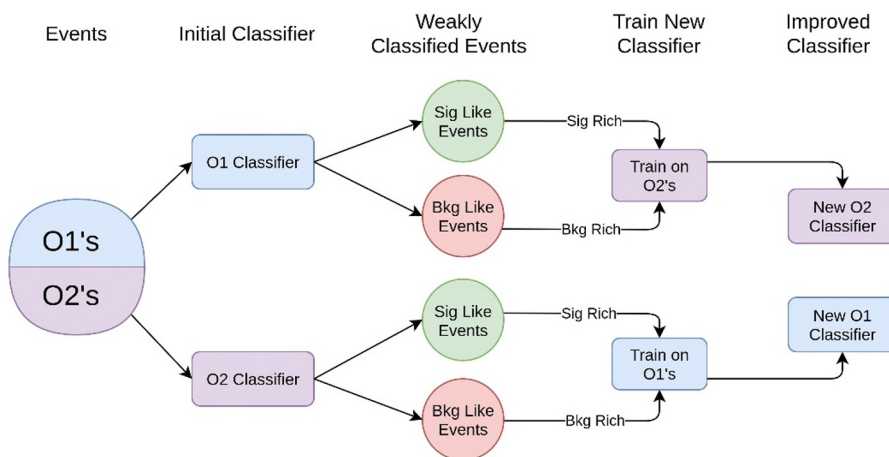 Events
Initial Classifier
Weakly
Classified Events
Train New
Classifier
Improved
Classifier
O1's
O2's
O1 Classifier
Sig Like
Events
Sig Rich
Bkg Like
Events
Bkg Rich
Train on
O2's
New O2
Classifier
O2 Classifier
Sig Like
Events
Sig Rich
Bkg Like
Events
Bkg Rich
Train on
O1's
New O1
Classifier